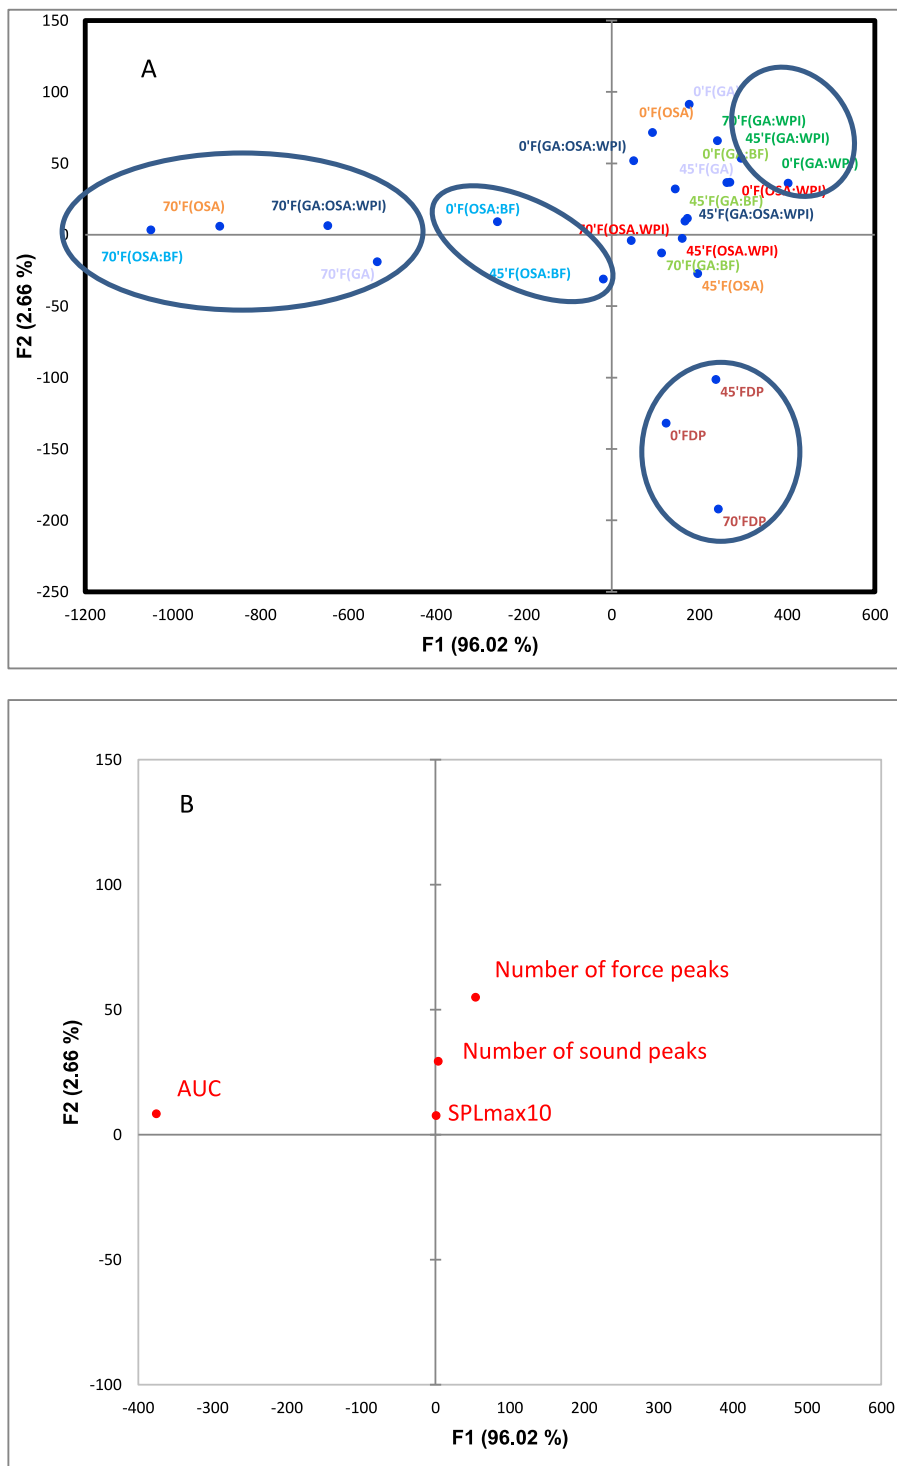 150
A
100
0'F(GA)
0'F(OSA)
70'F(GA:WPI)
45'F(GA:WPI)
0'F(GA:OSA:WPI)
0'F(GA:BF)
0'F(GA:WPI)
50
45'F(GA)
0'F(OSA:WPI)
45'F(GA:BF)
70'F(OSA)
70'F(GA:OSA:WPI)
0'F(OSA:BF)
45'F(GA:OSA:WPI)
70'F(OSA.WPI)
0
70'F(OSA:BF)
45'F(OSA.WPI)
70'F(GA)
45'F(OSA:BF)
70'F(GA:BF)
45'F(OSA)
-50
-100
45'FDP
0'FDP
-150
-200
70'FDP
-250
-1200 -1000 -800 -600 -400 -200 0 200 400 600
F1 (96.02 %)
F2 (2.66 %)
150
B
100
Number of force peaks
50
Number of sound peaks
AUC
SPLmax10
0
-50
-100
-400 -300 -200 -100 0 100 200 300 400 500 600
F1 (96.02 %)
F2 (2.66 %)